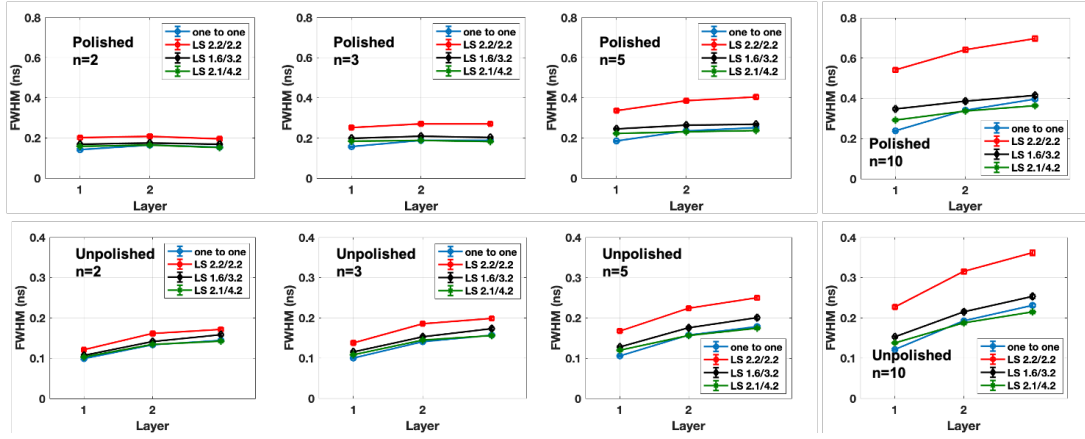 0.8
0.6
0.4
0.2
0
FWHM (ns)
Polished
n=2
one to one
LS 2.2/2.2
LS 1.6/3.2
LS 2.1/4.2
1 2
Layer
0.8
0.6
0.4
0.2
0
FWHM (ns)
Polished
n=3
one to one
LS 2.2/2.2
LS 1.6/3.2
LS 2.1/4.2
1 2
Layer
0.8
0.6
0.4
0.2
0
FWHM (ns)
Polished
n=5
one to one
LS 2.2/2.2
LS 1.6/3.2
LS 2.1/4.2
1 2
Layer
0.8
0.6
0.4
0.2
0
FWHM (ns)
Polished
n=10
one to one
LS 2.2/2.2
LS 1.6/3.2
LS 2.1/4.2
1 2
Layer
0.4
0.3
0.2
0.1
0
FWHM (ns)
Unpolished
n=2
one to one
LS 2.2/2.2
LS 1.6/3.2
LS 2.1/4.2
1 2
Layer
0.4
0.3
0.2
0.1
0
FWHM (ns)
Unpolished
n=3
one to one
LS 2.2/2.2
LS 1.6/3.2
LS 2.1/4.2
1 2
Layer
0.4
0.3
0.2
0.1
0
FWHM (ns)
Unpolished
n=5
one to one
LS 2.2/2.2
LS 1.6/3.2
LS 2.1/4.2
1 2
Layer
0.4
0.3
0.2
0.1
0
FWHM (ns)
Unpolished
n=10
one to one
LS 2.2/2.2
LS 1.6/3.2
LS 2.1/4.2
1 2
Layer